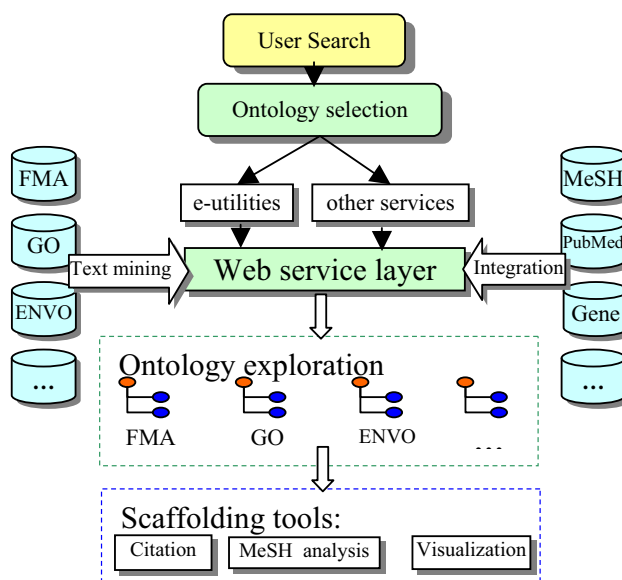 User Search
Ontology selection
FMA
MeSH
e-utilities
other services
GO
PubMed
Text mining
Web service layer
Integration
ENVO
Gene
...
...
Ontology exploration
FMA
GO
ENVO
...
Scaffolding tools:
Citation
MeSH analysis
Visualization